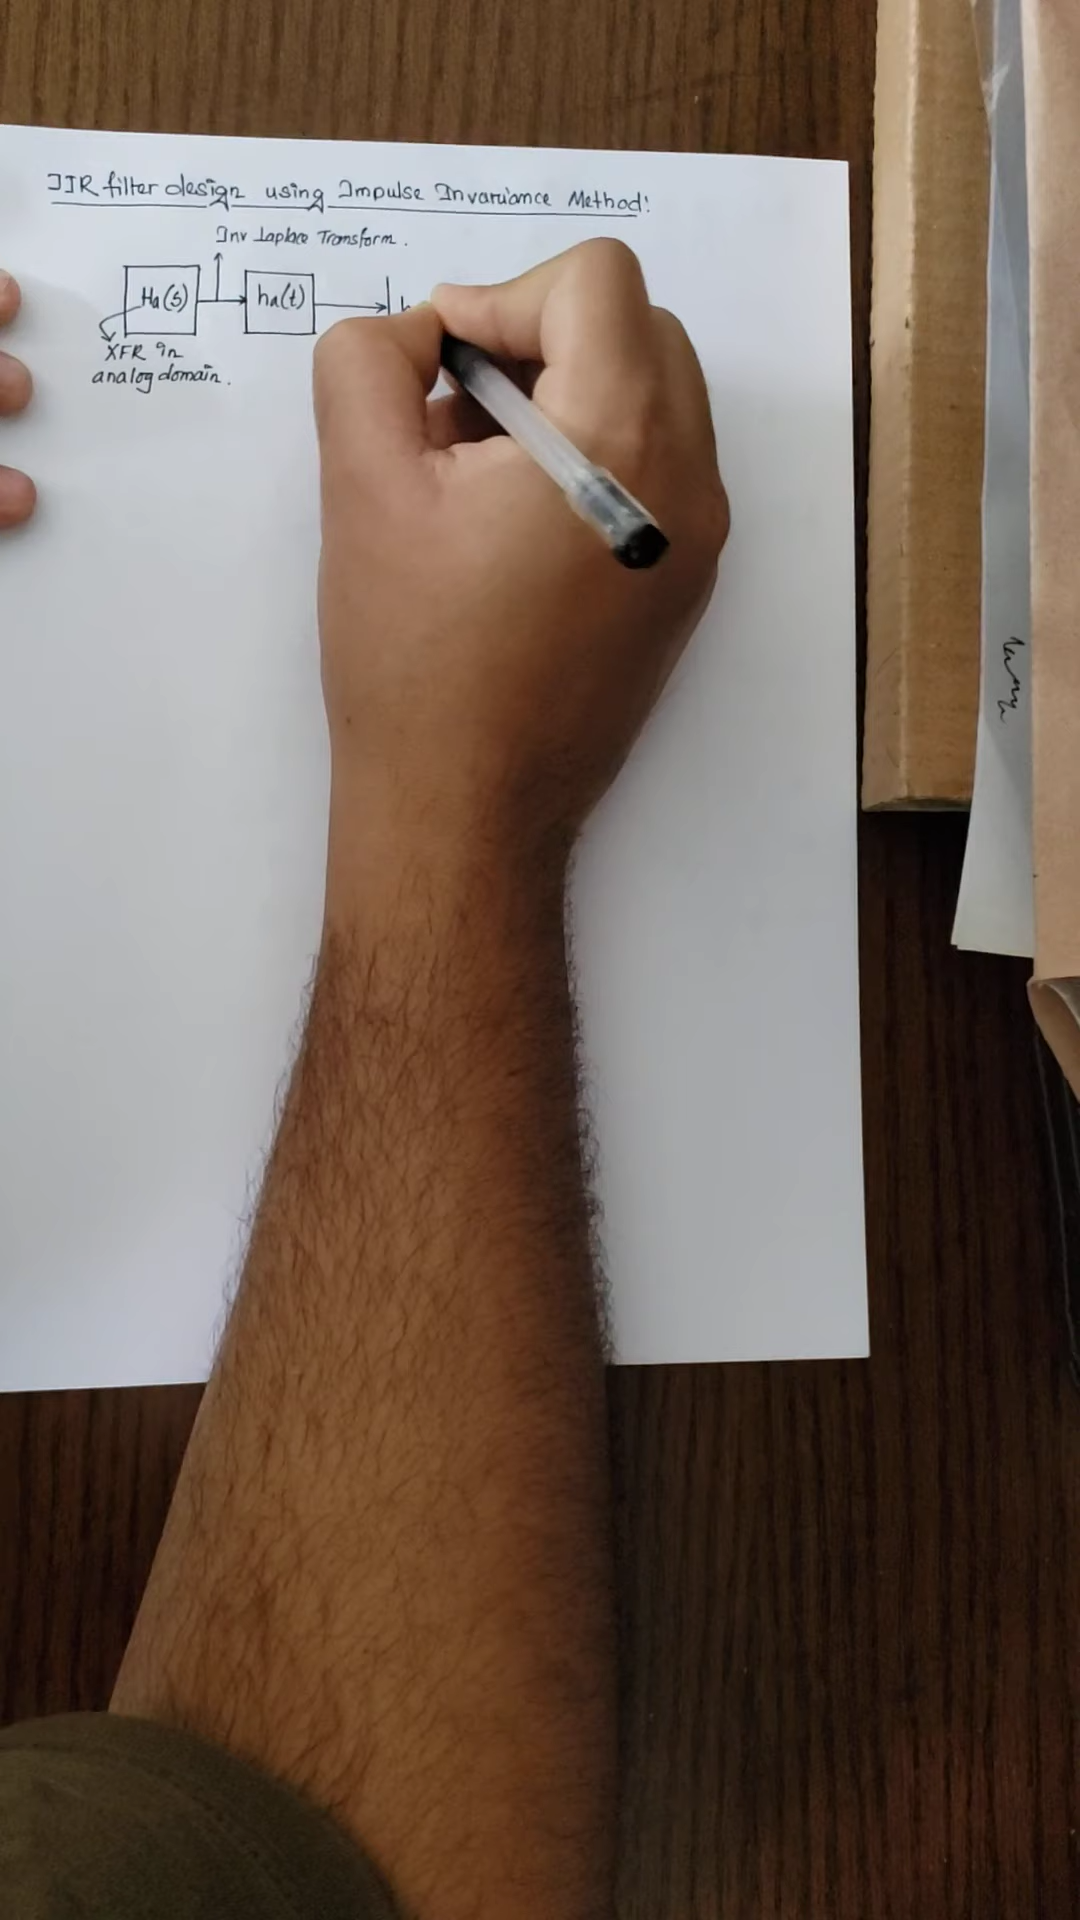 IIR filter design using Impulse Invariance Method:
Inv Laplace Transform.
Ha(s) ha(t) h
XFR in
analog domain.